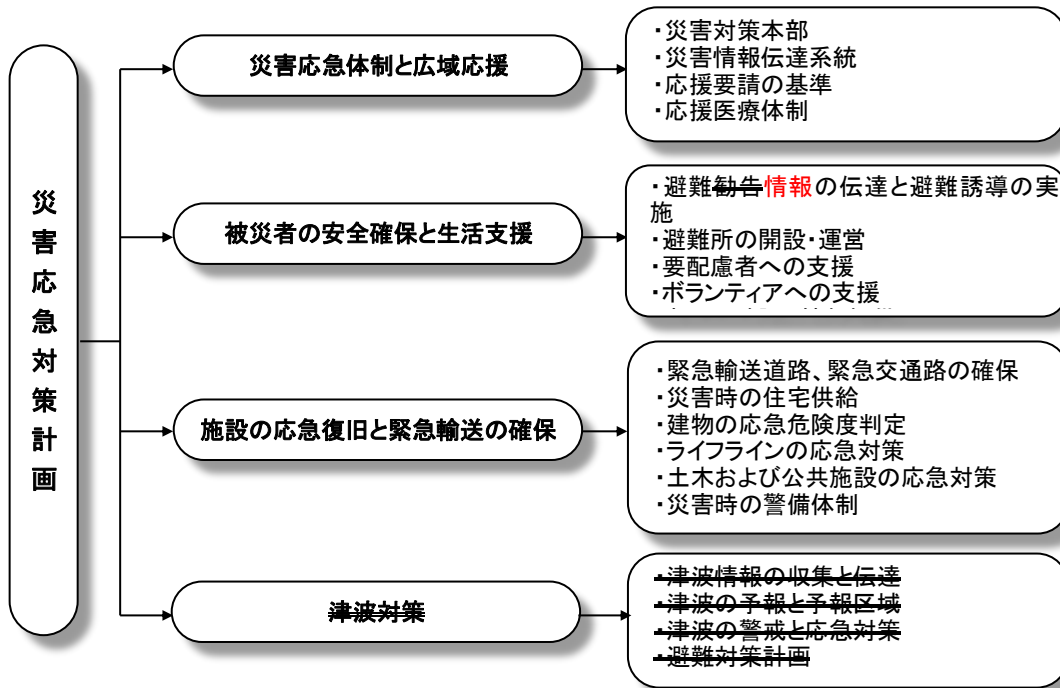 災害応急対策計画
災害応急体制と広域応援
・災害対策本部
・災害情報伝達系統
・応援要請の基準
・応援医療体制
被災者の安全確保と生活支援
・避難勧告情報の伝達と避難誘導の実
施
・避難所の開設・運営
・要配慮者への支援
・ボランティアへの支援
施設の応急復旧と緊急輸送の確保
・緊急輸送道路、緊急交通路の確保
・災害時の住宅供給
・建物の応急危険度判定
・ライフラインの応急対策
・土木および公共施設の応急対策
・災害時の警備体制
津波対策
・津波情報の収集と伝達
・津波の予報と予報区域
・津波の警戒と応急対策
・避難対策計画